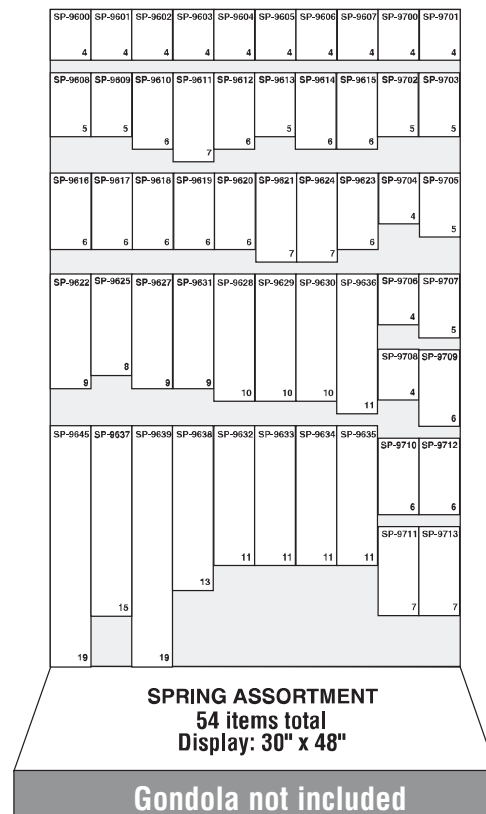 SP-9600 SP-9601 SP-9602 SP-9603 SP-9604 SP-9605 SP-9606 SP-9607 SP-9700 SP-9701
4 4 4 4 4 4 4 4 4 4
SP-9608 SP-9609 SP-9610 SP-9611 SP-9612 SP-9613 SP-9614 SP-9615 SP-9702 SP-9703
5 5 6 7 6 5 6 6 5 5
SP-9616 SP-9617 SP-9618 SP-9619 SP-9620 SP-9621 SP-9624 SP-9623 SP-9704 SP-9705
6 6 6 6 6 7 7 6 4 5
SP-9622 SP-9625 SP-9627 SP-9631 SP-9628 SP-9629 SP-9630 SP-9636 SP-9706 SP-9707
4 5
SP-9708 SP-9709
9 8 9 9 10 10 10 11 4 6
SP-9645 SP-9637 SP-9639 SP-9638 SP-9632 SP-9633 SP-9634 SP-9635
SP-9710 SP-9712
6 6
SP-9711 SP-9713
19 15 19 13 11 11 11 11 7 7
SPRING ASSORTMENT
54 items total
Display: 30" x 48"
Gondola not included